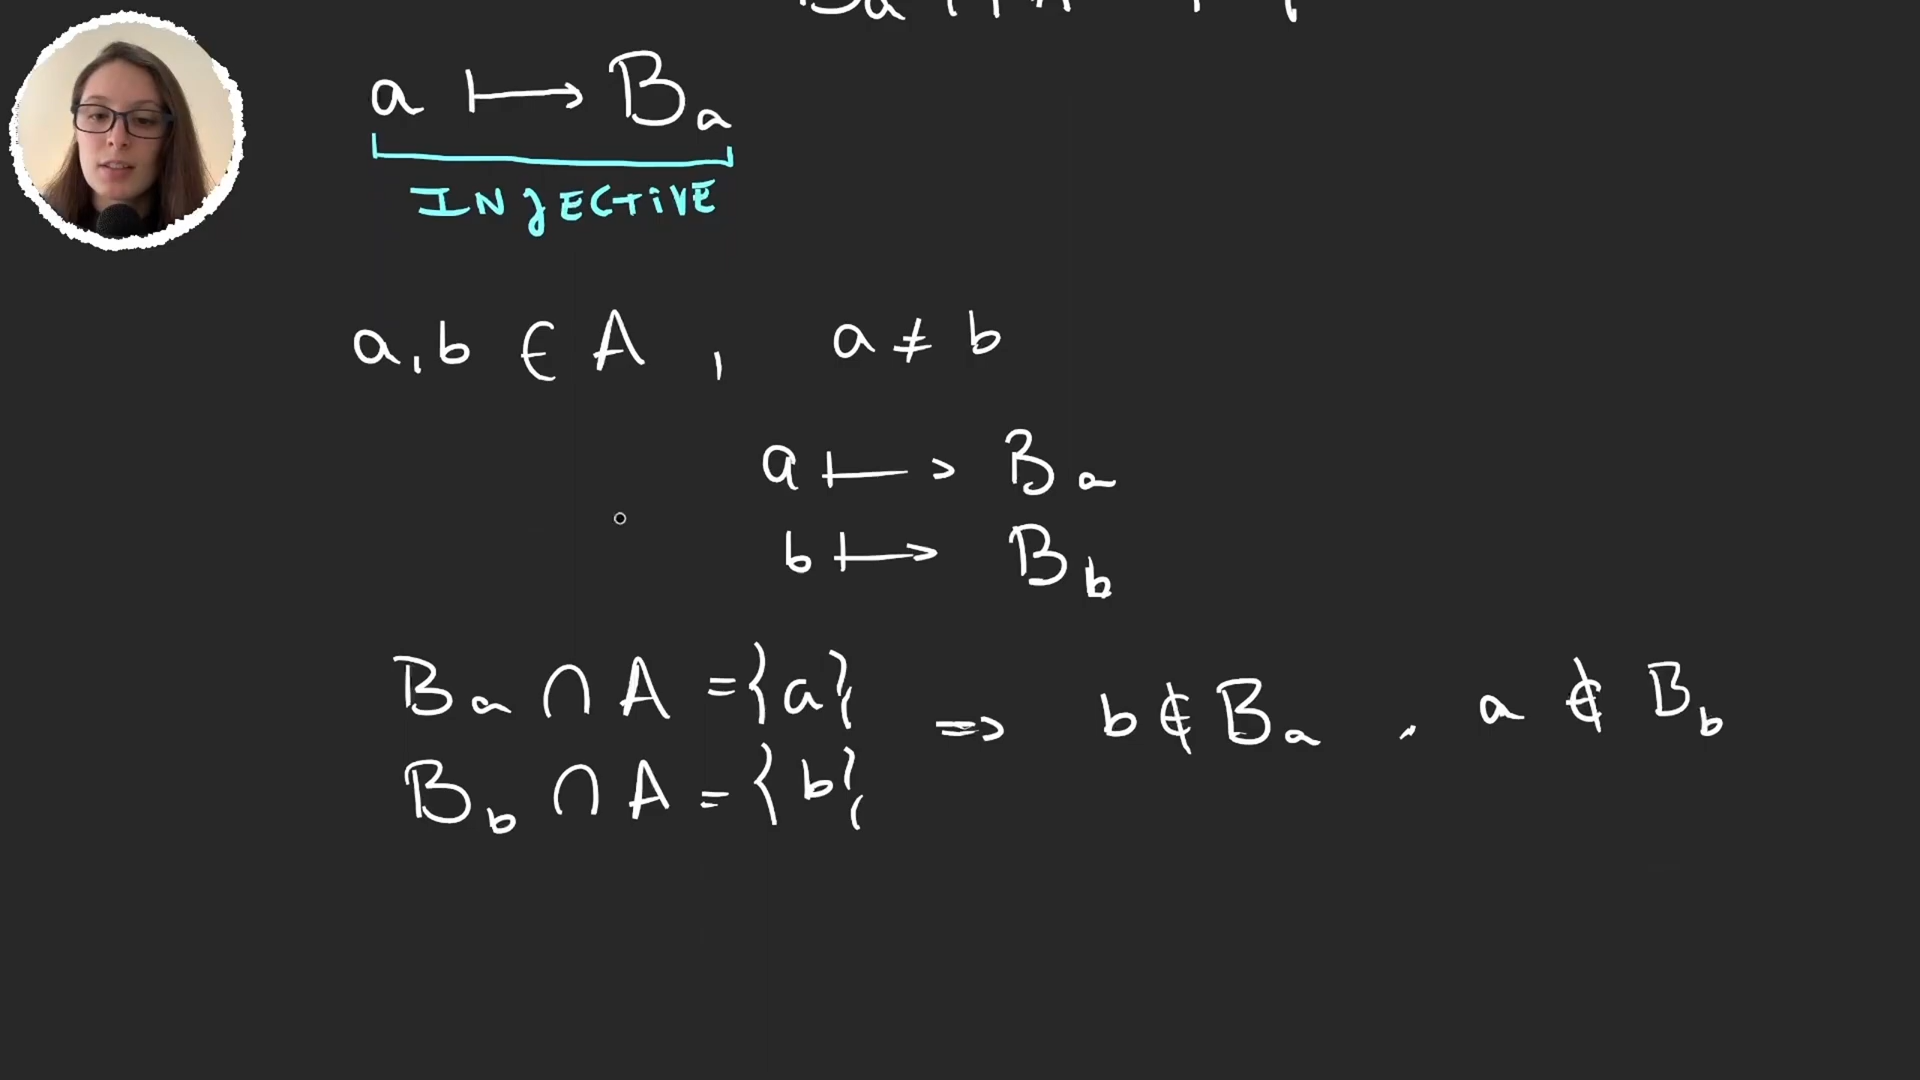 a ⟼ B_a
INJECTIVE
a, b ∈ A , a ≠ b
a ⟼ B_a
b ⟼ B_b
B_a ∩ A = {a} ⇒ b ∉ B_a , a ∉ B_b
B_b ∩ A = {b}